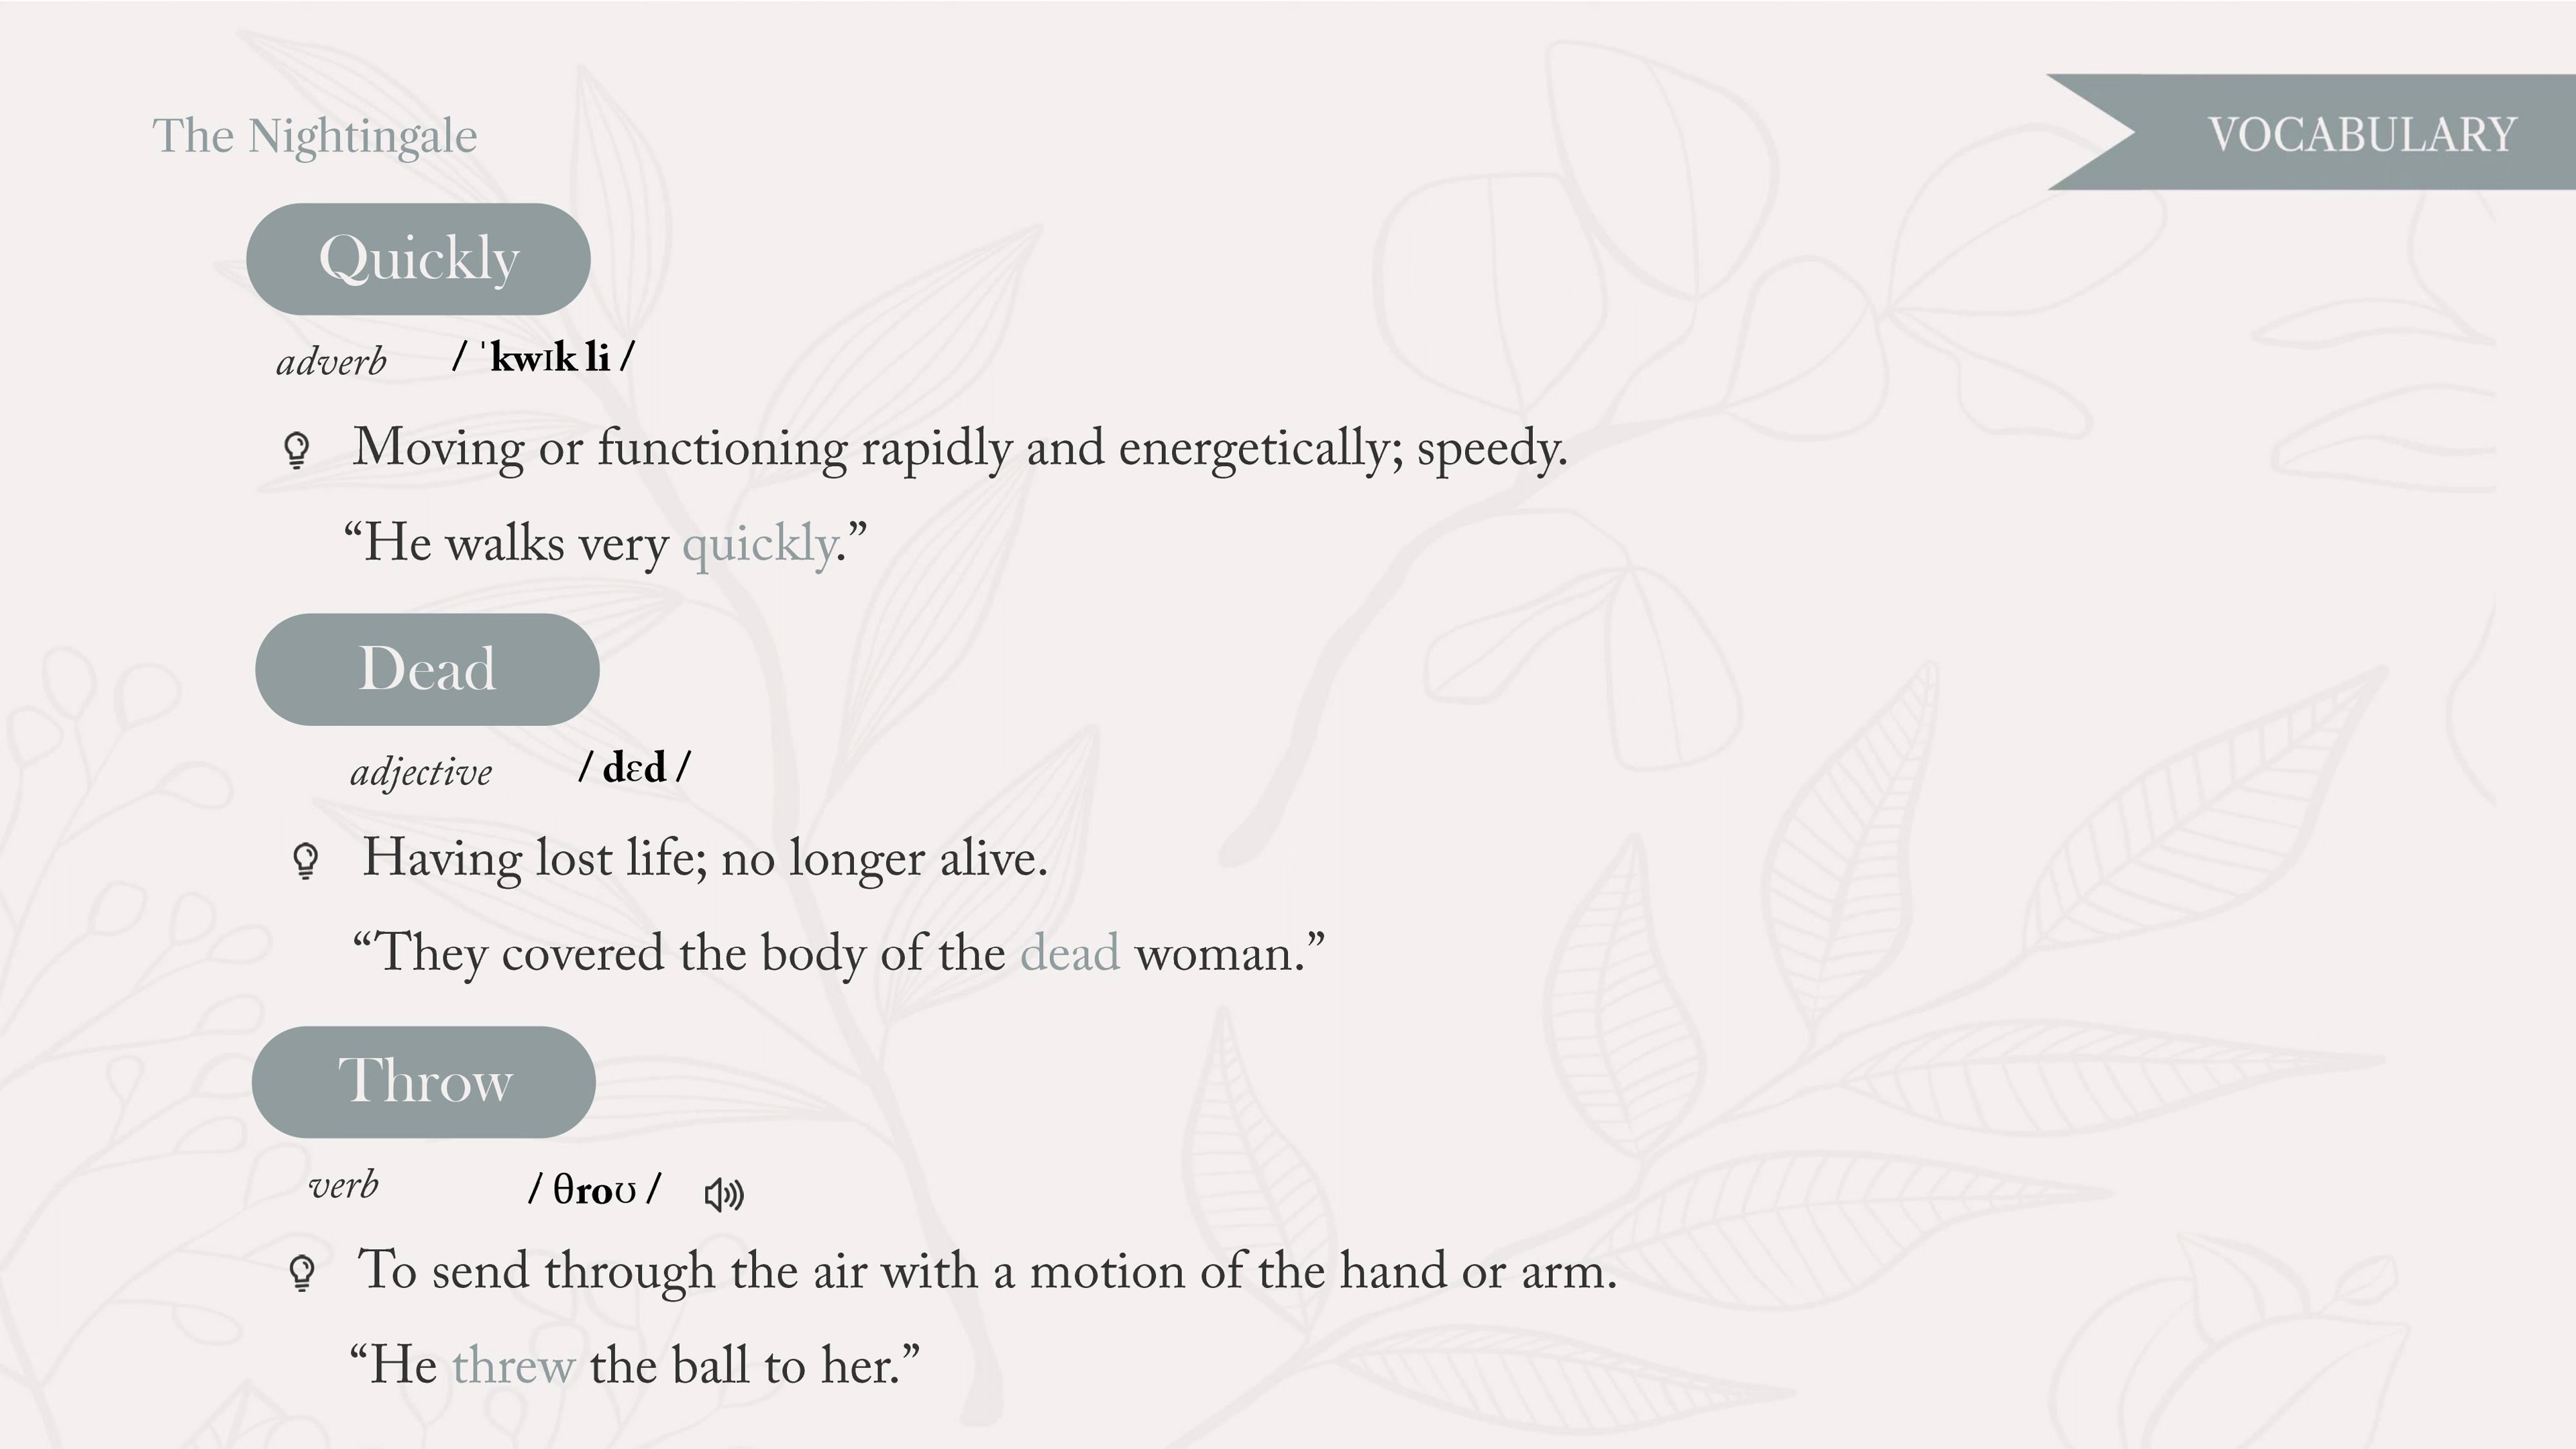 The Nightingale
VOCABULARY
Quickly
adverb / ˈkwɪk li /
Moving or functioning rapidly and energetically; speedy.
“He walks very quickly.”
Dead
adjective / dɛd /
Having lost life; no longer alive.
“They covered the body of the dead woman.”
Throw
verb / θroʊ /
To send through the air with a motion of the hand or arm.
“He threw the ball to her.”